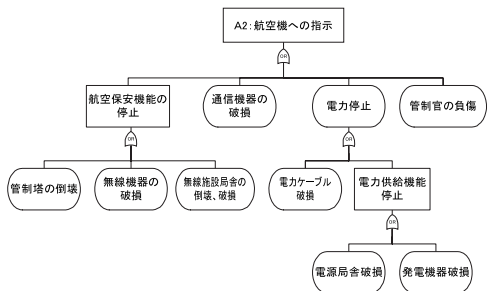 A2:航空機への指示
OR
航空保安機能の
停止
通信機器の
破損
電力停止
管制官の負傷
OR
OR
管制塔の倒壊
無線機器の
破損
無線施設局舎の
倒壊、破損
電力ケーブル
破損
電力供給機能
停止
OR
電源局舎破損
発電機器破損